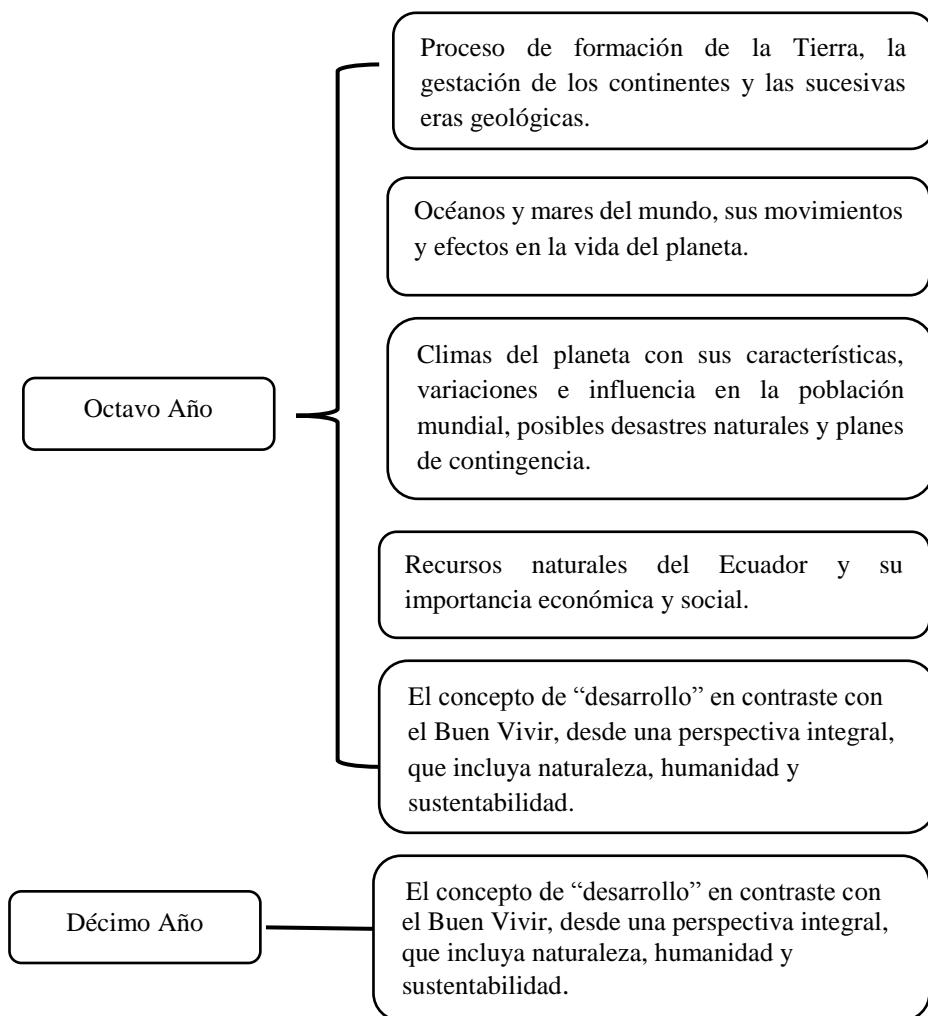 Proceso de formación de la Tierra, la
gestación de los continentes y las sucesivas
eras geológicas.
Océanos y mares del mundo, sus movimientos
y efectos en la vida del planeta.
Octavo Año
Climas del planeta con sus características,
variaciones e influencia en la población
mundial, posibles desastres naturales y planes
de contingencia.
Recursos naturales del Ecuador y su
importancia económica y social.
El concepto de “desarrollo” en contraste con
el Buen Vivir, desde una perspectiva integral,
que incluya naturaleza, humanidad y
sustentabilidad.
Décimo Año
El concepto de “desarrollo” en contraste con
el Buen Vivir, desde una perspectiva integral,
que incluya naturaleza, humanidad y
sustentabilidad.